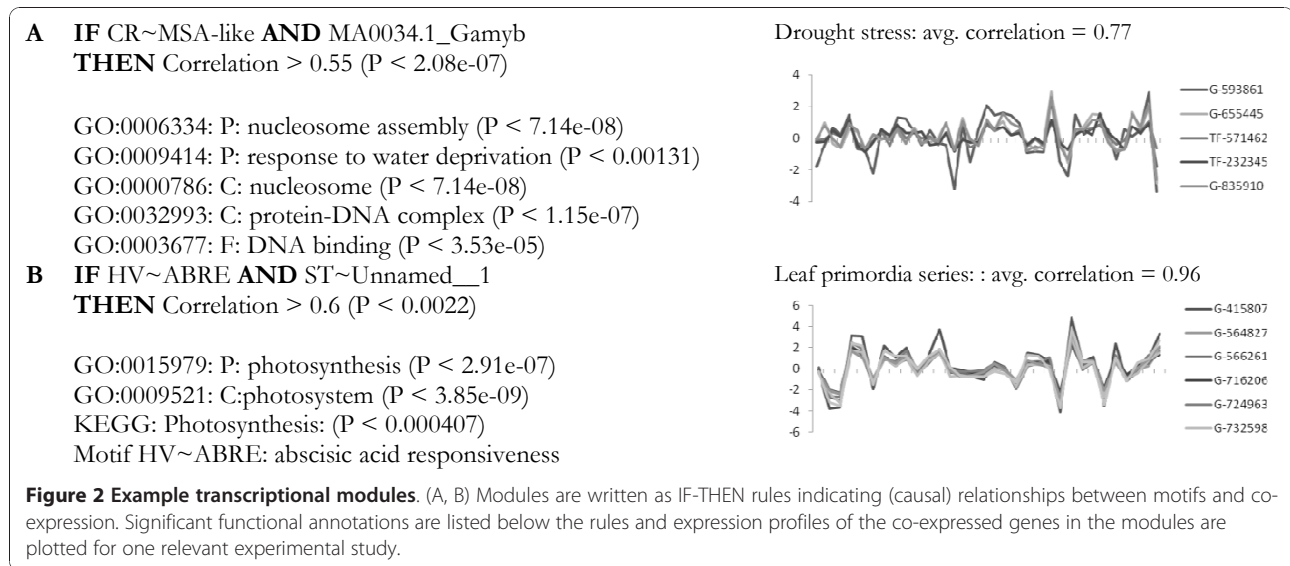 A IF CR~MSA-like AND MA0034.1_Gamyb
THEN Correlation > 0.55 (P < 2.08e-07)
GO:0006334: P: nucleosome assembly (P < 7.14e-08)
GO:0009414: P: response to water deprivation (P < 0.00131)
GO:0000786: C: nucleosome (P < 7.14e-08)
GO:0032993: C: protein-DNA complex (P < 1.15e-07)
GO:0003677: F: DNA binding (P < 3.53e-05)
Drought stress: avg. correlation = 0.77
4
2
0
-2
-4
G-593861
G-655445
TF-571462
TF-232345
G-835910
B IF HV~ABRE AND ST~Unnamed__1
THEN Correlation > 0.6 (P < 0.0022)
GO:0015979: P: photosynthesis (P < 2.91e-07)
GO:0009521: C:photosystem (P < 3.85e-09)
KEGG: Photosynthesis: (P < 0.000407)
Motif HV~ABRE: abscisic acid responsiveness
Leaf primordia series: : avg. correlation = 0.96
6
4
2
0
-2
-4
-6
G-415807
G-564827
G-566261
G-716206
G-724963
G-732598
Figure 2 Example transcriptional modules. (A, B) Modules are written as IF-THEN rules indicating (causal) relationships between motifs and co-
expression. Significant functional annotations are listed below the rules and expression profiles of the co-expressed genes in the modules are
plotted for one relevant experimental study.